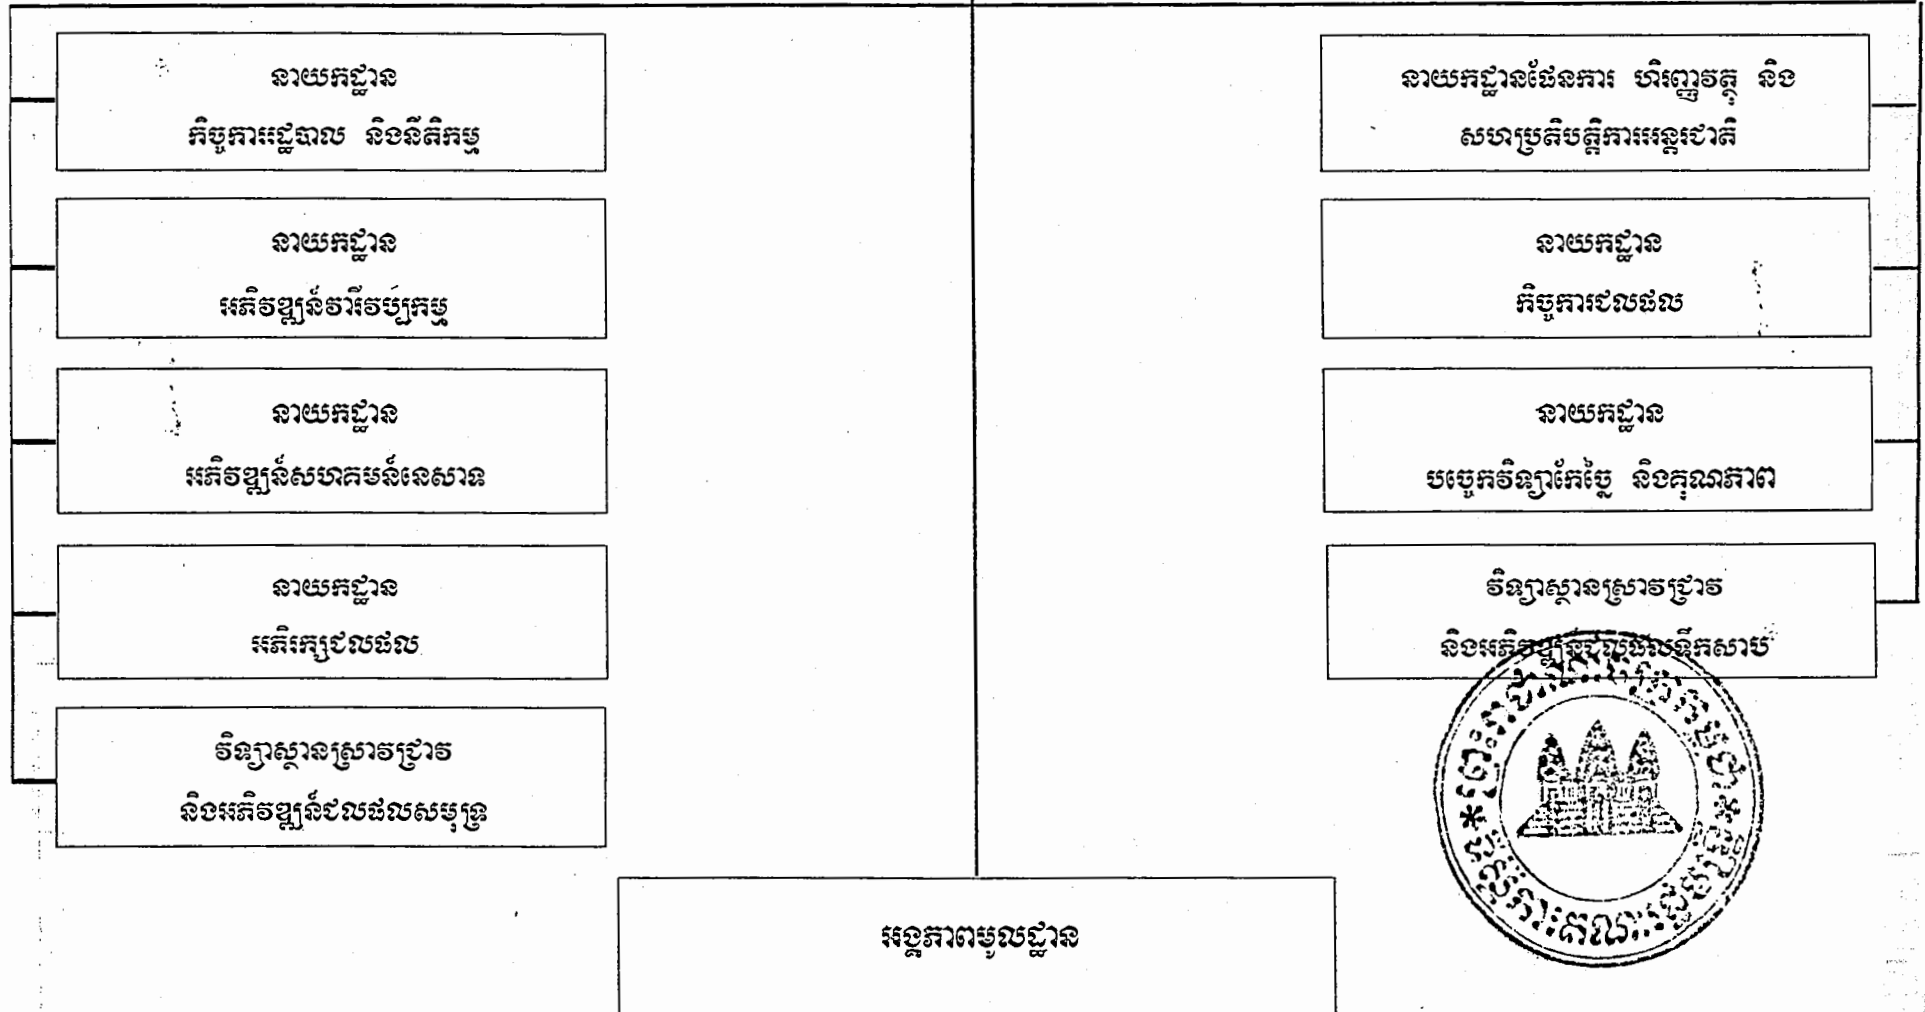 នាយកដ្ឋាន
កិច្ចការរដ្ឋបាល និងនីតិកម្ម
នាយកដ្ឋាន
អភិវឌ្ឍន៍វារីវប្បកម្ម
នាយកដ្ឋាន
អភិវឌ្ឍន៍សហគមន៍នេសាទ
នាយកដ្ឋាន
អភិរក្សជលផល
វិទ្យាស្ថានស្រាវជ្រាវ
និងអភិវឌ្ឍន៍ជលផលសមុទ្រ
នាយកដ្ឋានផែនការ ហិរញ្ញវត្ថុ និង
សហប្រតិបត្តិការអន្តរជាតិ
នាយកដ្ឋាន
កិច្ចការជលផល
នាយកដ្ឋាន
បច្ចេកវិទ្យាកែច្នៃ និងគុណភាព
វិទ្យាស្ថានស្រាវជ្រាវ
និងអភិវឌ្ឍន៍ជលផលទឹកសាប
អង្គភាពមូលដ្ឋាន